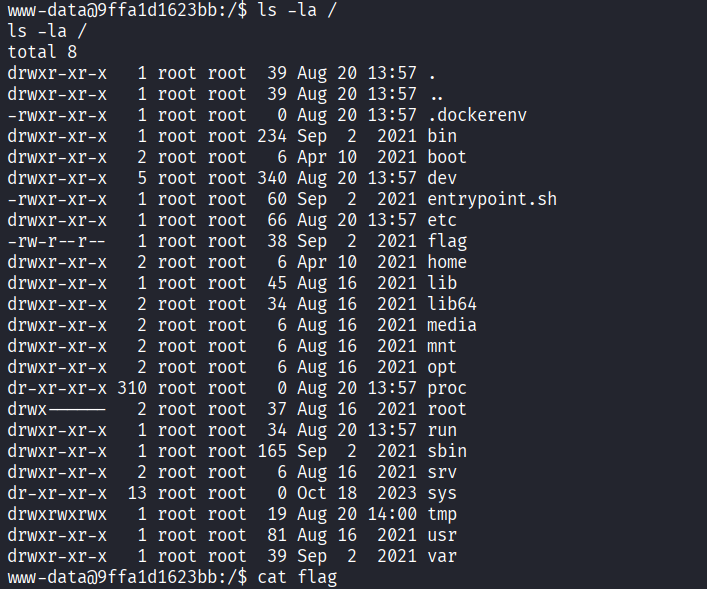 www-data@9ffa1d1623bb:/$ ls -la /
ls -la /
total 8
drwxr-xr-x   1 root root  39 Aug 20 13:57 .
drwxr-xr-x   1 root root  39 Aug 20 13:57 ..
-rwxr-xr-x   1 root root   0 Aug 20 13:57 .dockerenv
drwxr-xr-x   1 root root 234 Sep  2  2021 bin
drwxr-xr-x   2 root root   6 Apr 10  2021 boot
drwxr-xr-x   5 root root 340 Aug 20 13:57 dev
-rwxr-xr-x   1 root root  60 Sep  2  2021 entrypoint.sh
drwxr-xr-x   1 root root  66 Aug 20 13:57 etc
-rw-r--r--   1 root root  38 Sep  2  2021 flag
drwxr-xr-x   2 root root   6 Apr 10  2021 home
drwxr-xr-x   1 root root  45 Aug 16  2021 lib
drwxr-xr-x   2 root root  34 Aug 16  2021 lib64
drwxr-xr-x   2 root root   6 Aug 16  2021 media
drwxr-xr-x   2 root root   6 Aug 16  2021 mnt
drwxr-xr-x   2 root root   6 Aug 16  2021 opt
dr-xr-xr-x 310 root root   0 Aug 20 13:57 proc
drwx------   2 root root  37 Aug 16  2021 root
drwxr-xr-x   1 root root  34 Aug 20 13:57 run
drwxr-xr-x   1 root root 165 Sep  2  2021 sbin
drwxr-xr-x   2 root root   6 Aug 16  2021 srv
dr-xr-xr-x  13 root root   0 Oct 18  2023 sys
drwxrwxrwx   1 root root  19 Aug 20 14:00 tmp
drwxr-xr-x   1 root root  81 Aug 16  2021 usr
drwxr-xr-x   1 root root  39 Sep  2  2021 var
www-data@9ffa1d1623bb:/$ cat flag